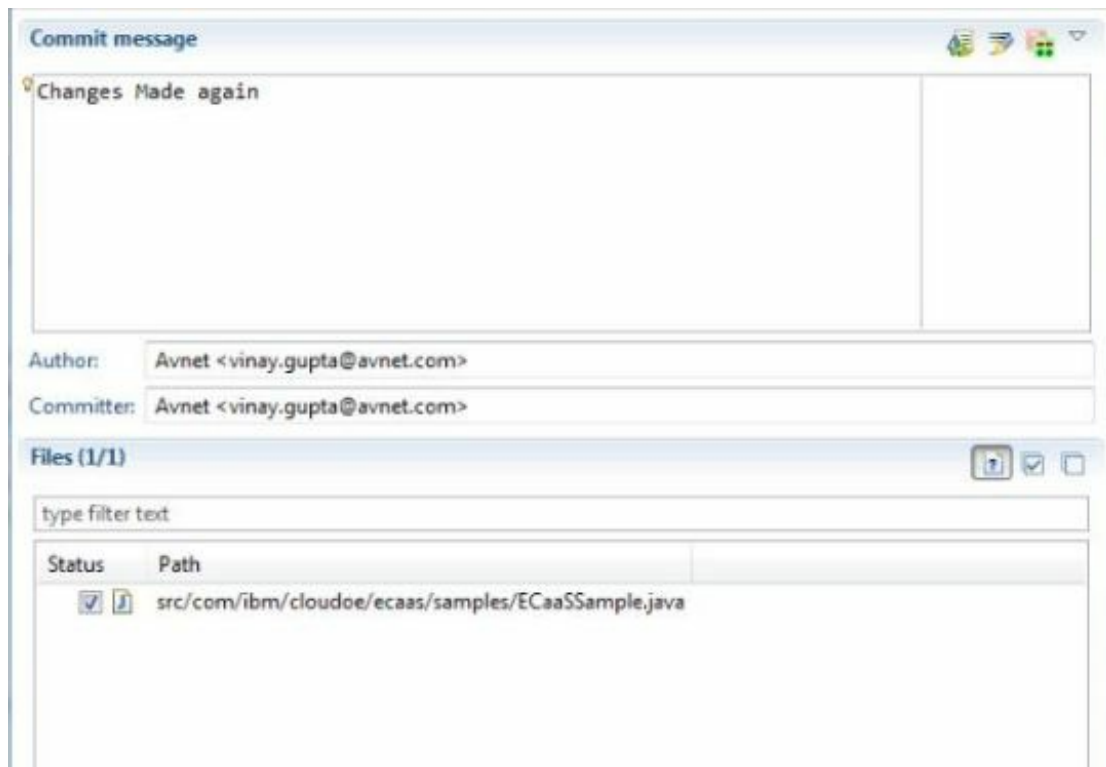 Commit message
Changes Made again
Author: Avnet <vinay.gupta@avnet.com>
Committer: Avnet <vinay.gupta@avnet.com>
Files (1/1)
type filter text
Status Path
src/com/ibm/cloudoe/ecaas/samples/ECaaSSample.java